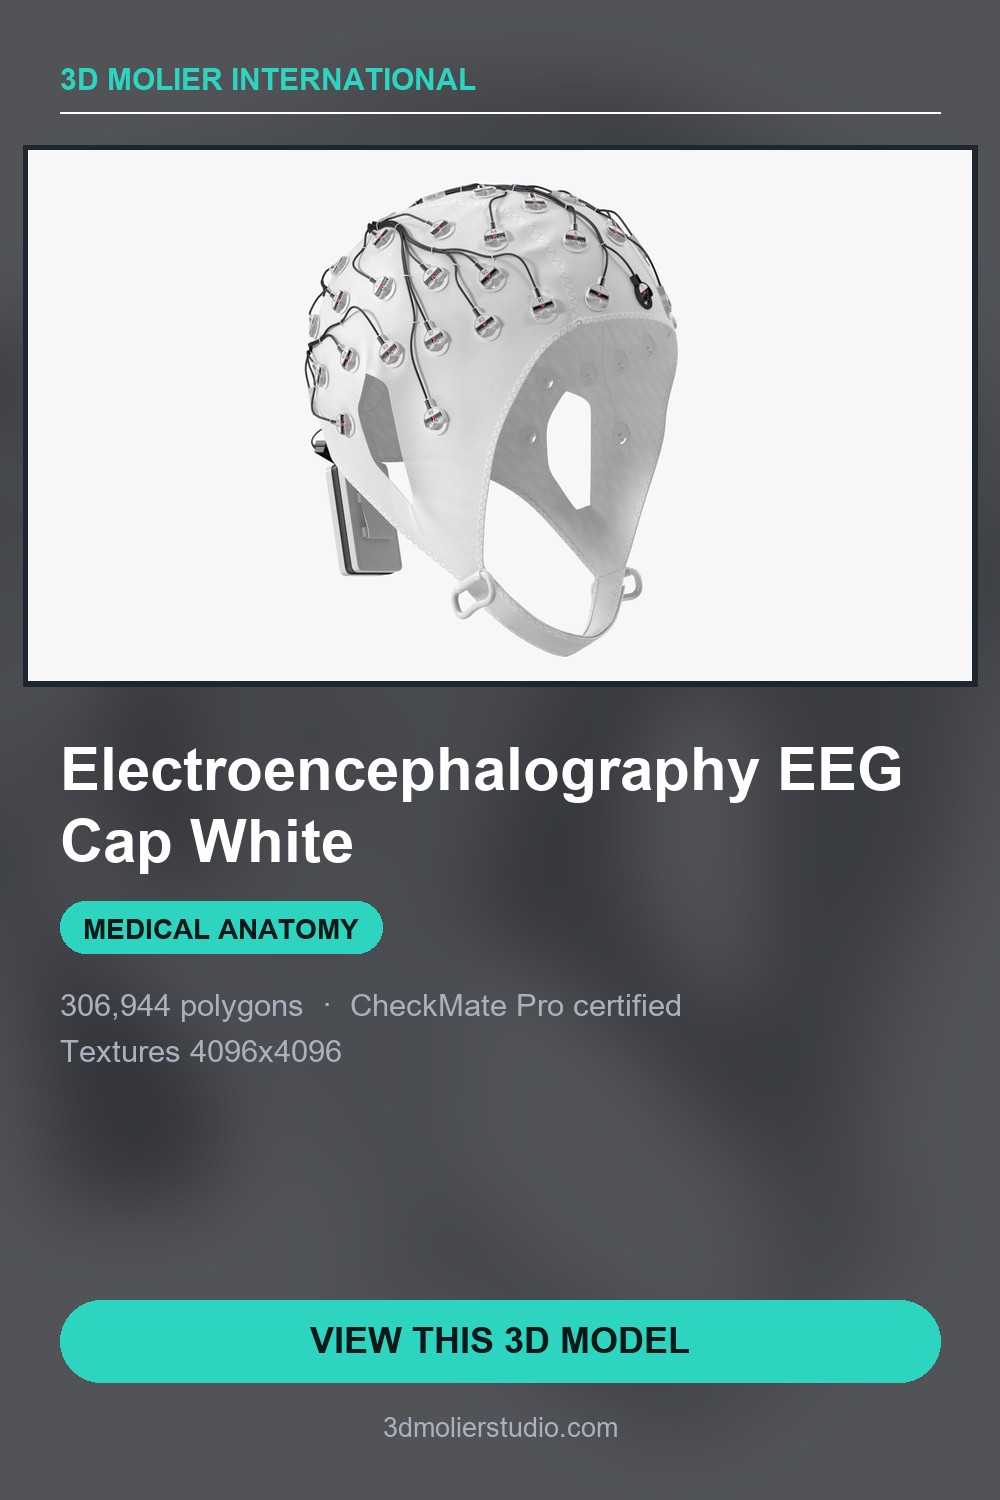 3D MOLIER INTERNATIONAL
Electroencephalography EEG
Cap White
MEDICAL ANATOMY
306,944 polygons · CheckMate Pro certified
Textures 4096x4096
VIEW THIS 3D MODEL
3dmolierstudio.com